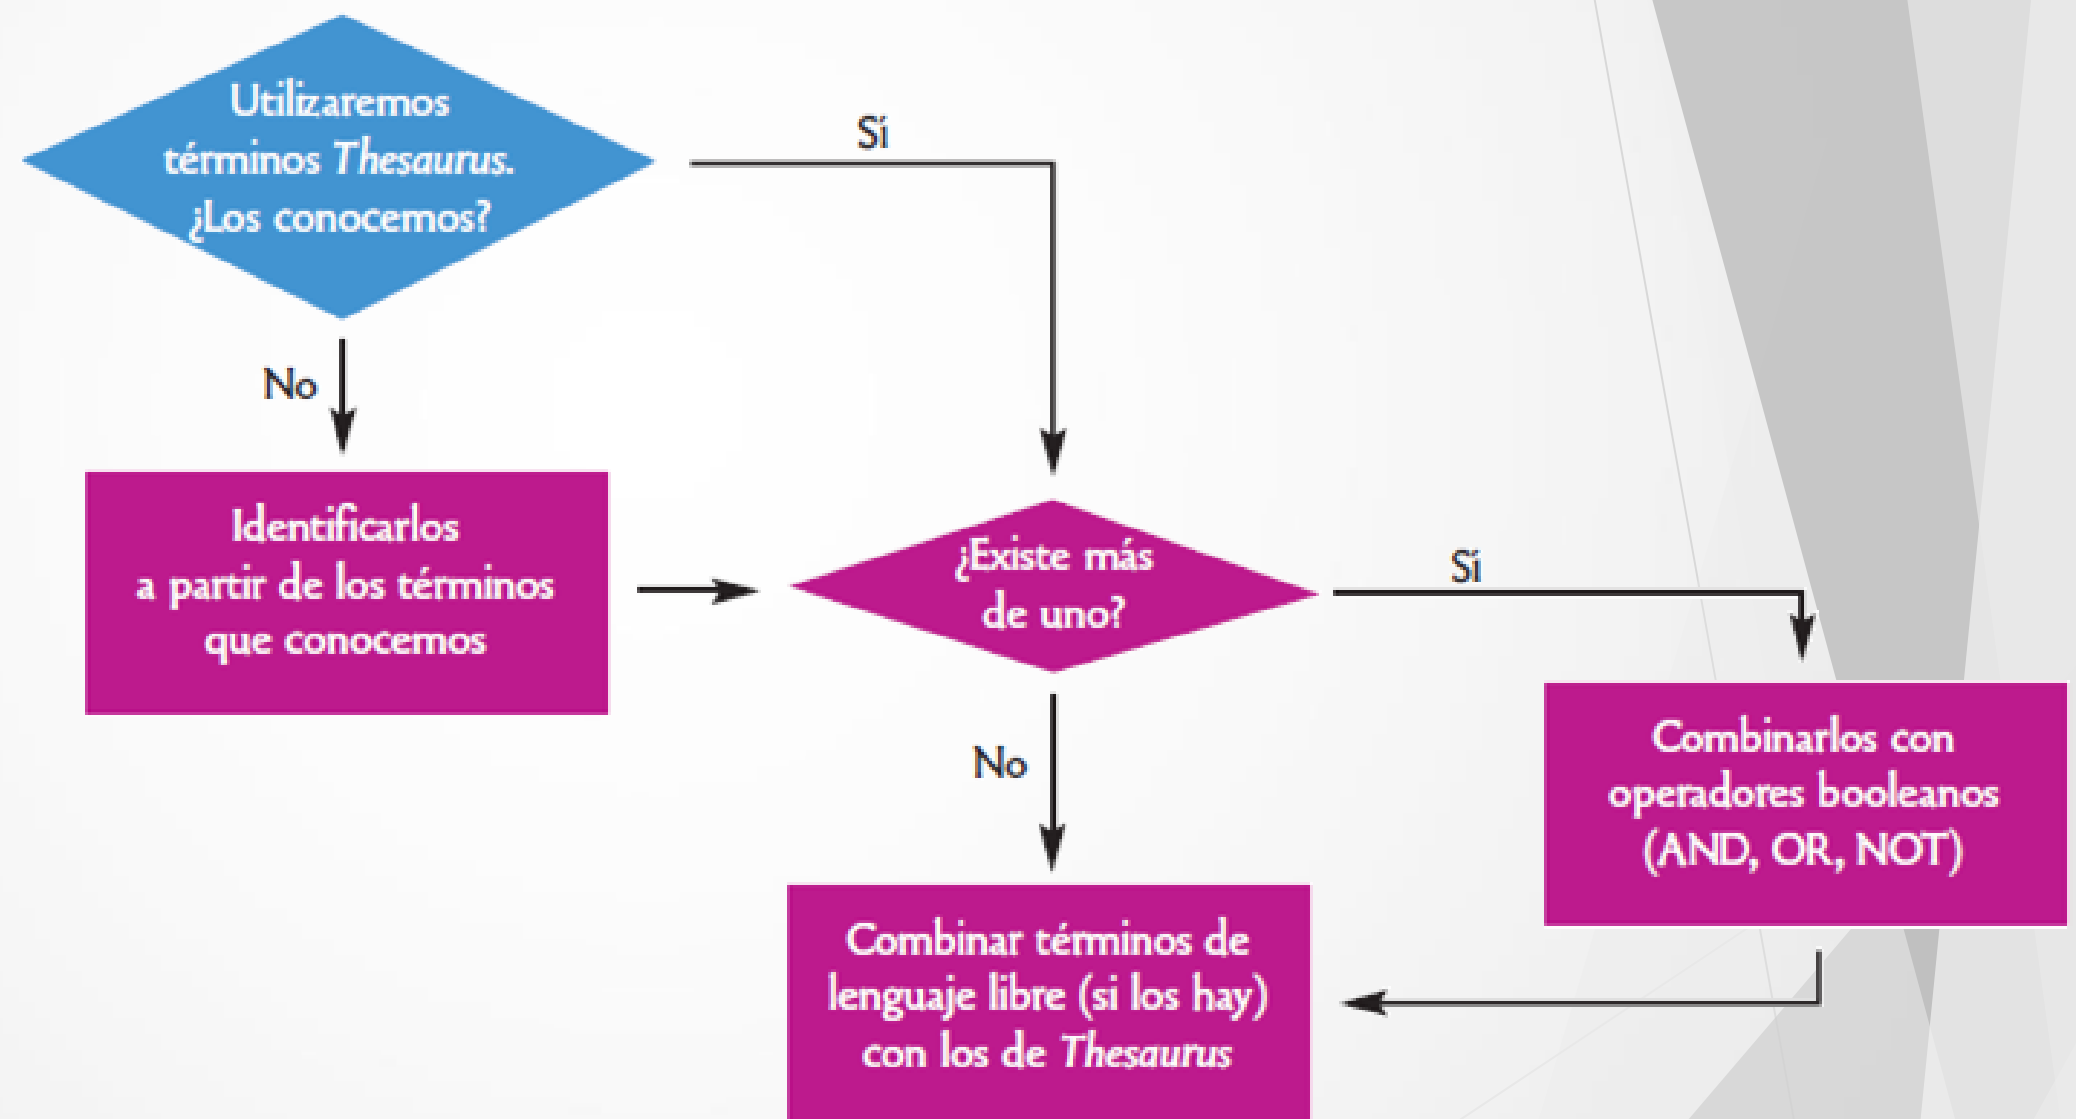 Utilizaremos
términos Thesaurus.
¿Los conocemos?
Sí
No
Identificarlos
a partir de los términos
que conocemos
¿Existe más
de uno?
Sí
No
Combinarlos con
operadores booleanos
(AND, OR, NOT)
Combinar términos de
lenguaje libre (si los hay)
con los de Thesaurus